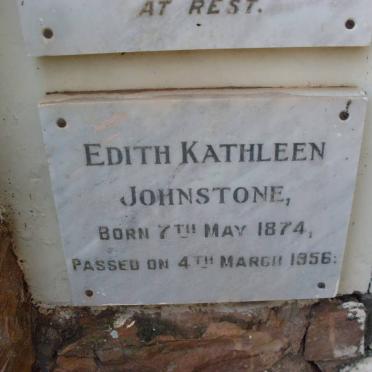 AT REST.
EDITH KATHLEEN
JOHNSTONE,
BORN 7TH MAY 1874,
PASSED ON 4TH MARCH 1956.